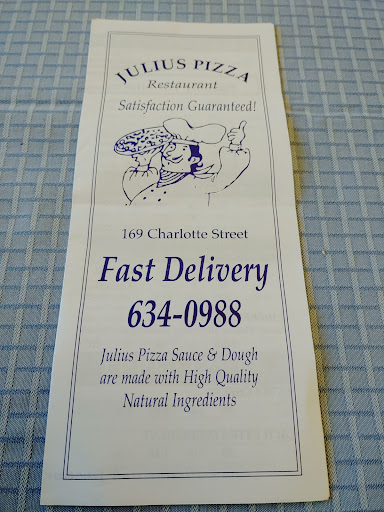 JULIUS PIZZA
Restaurant
Satisfaction Guaranteed!
169 Charlotte Street
Fast Delivery
634-0988
Julius Pizza Sauce & Dough
are made with High Quality
Natural Ingredients